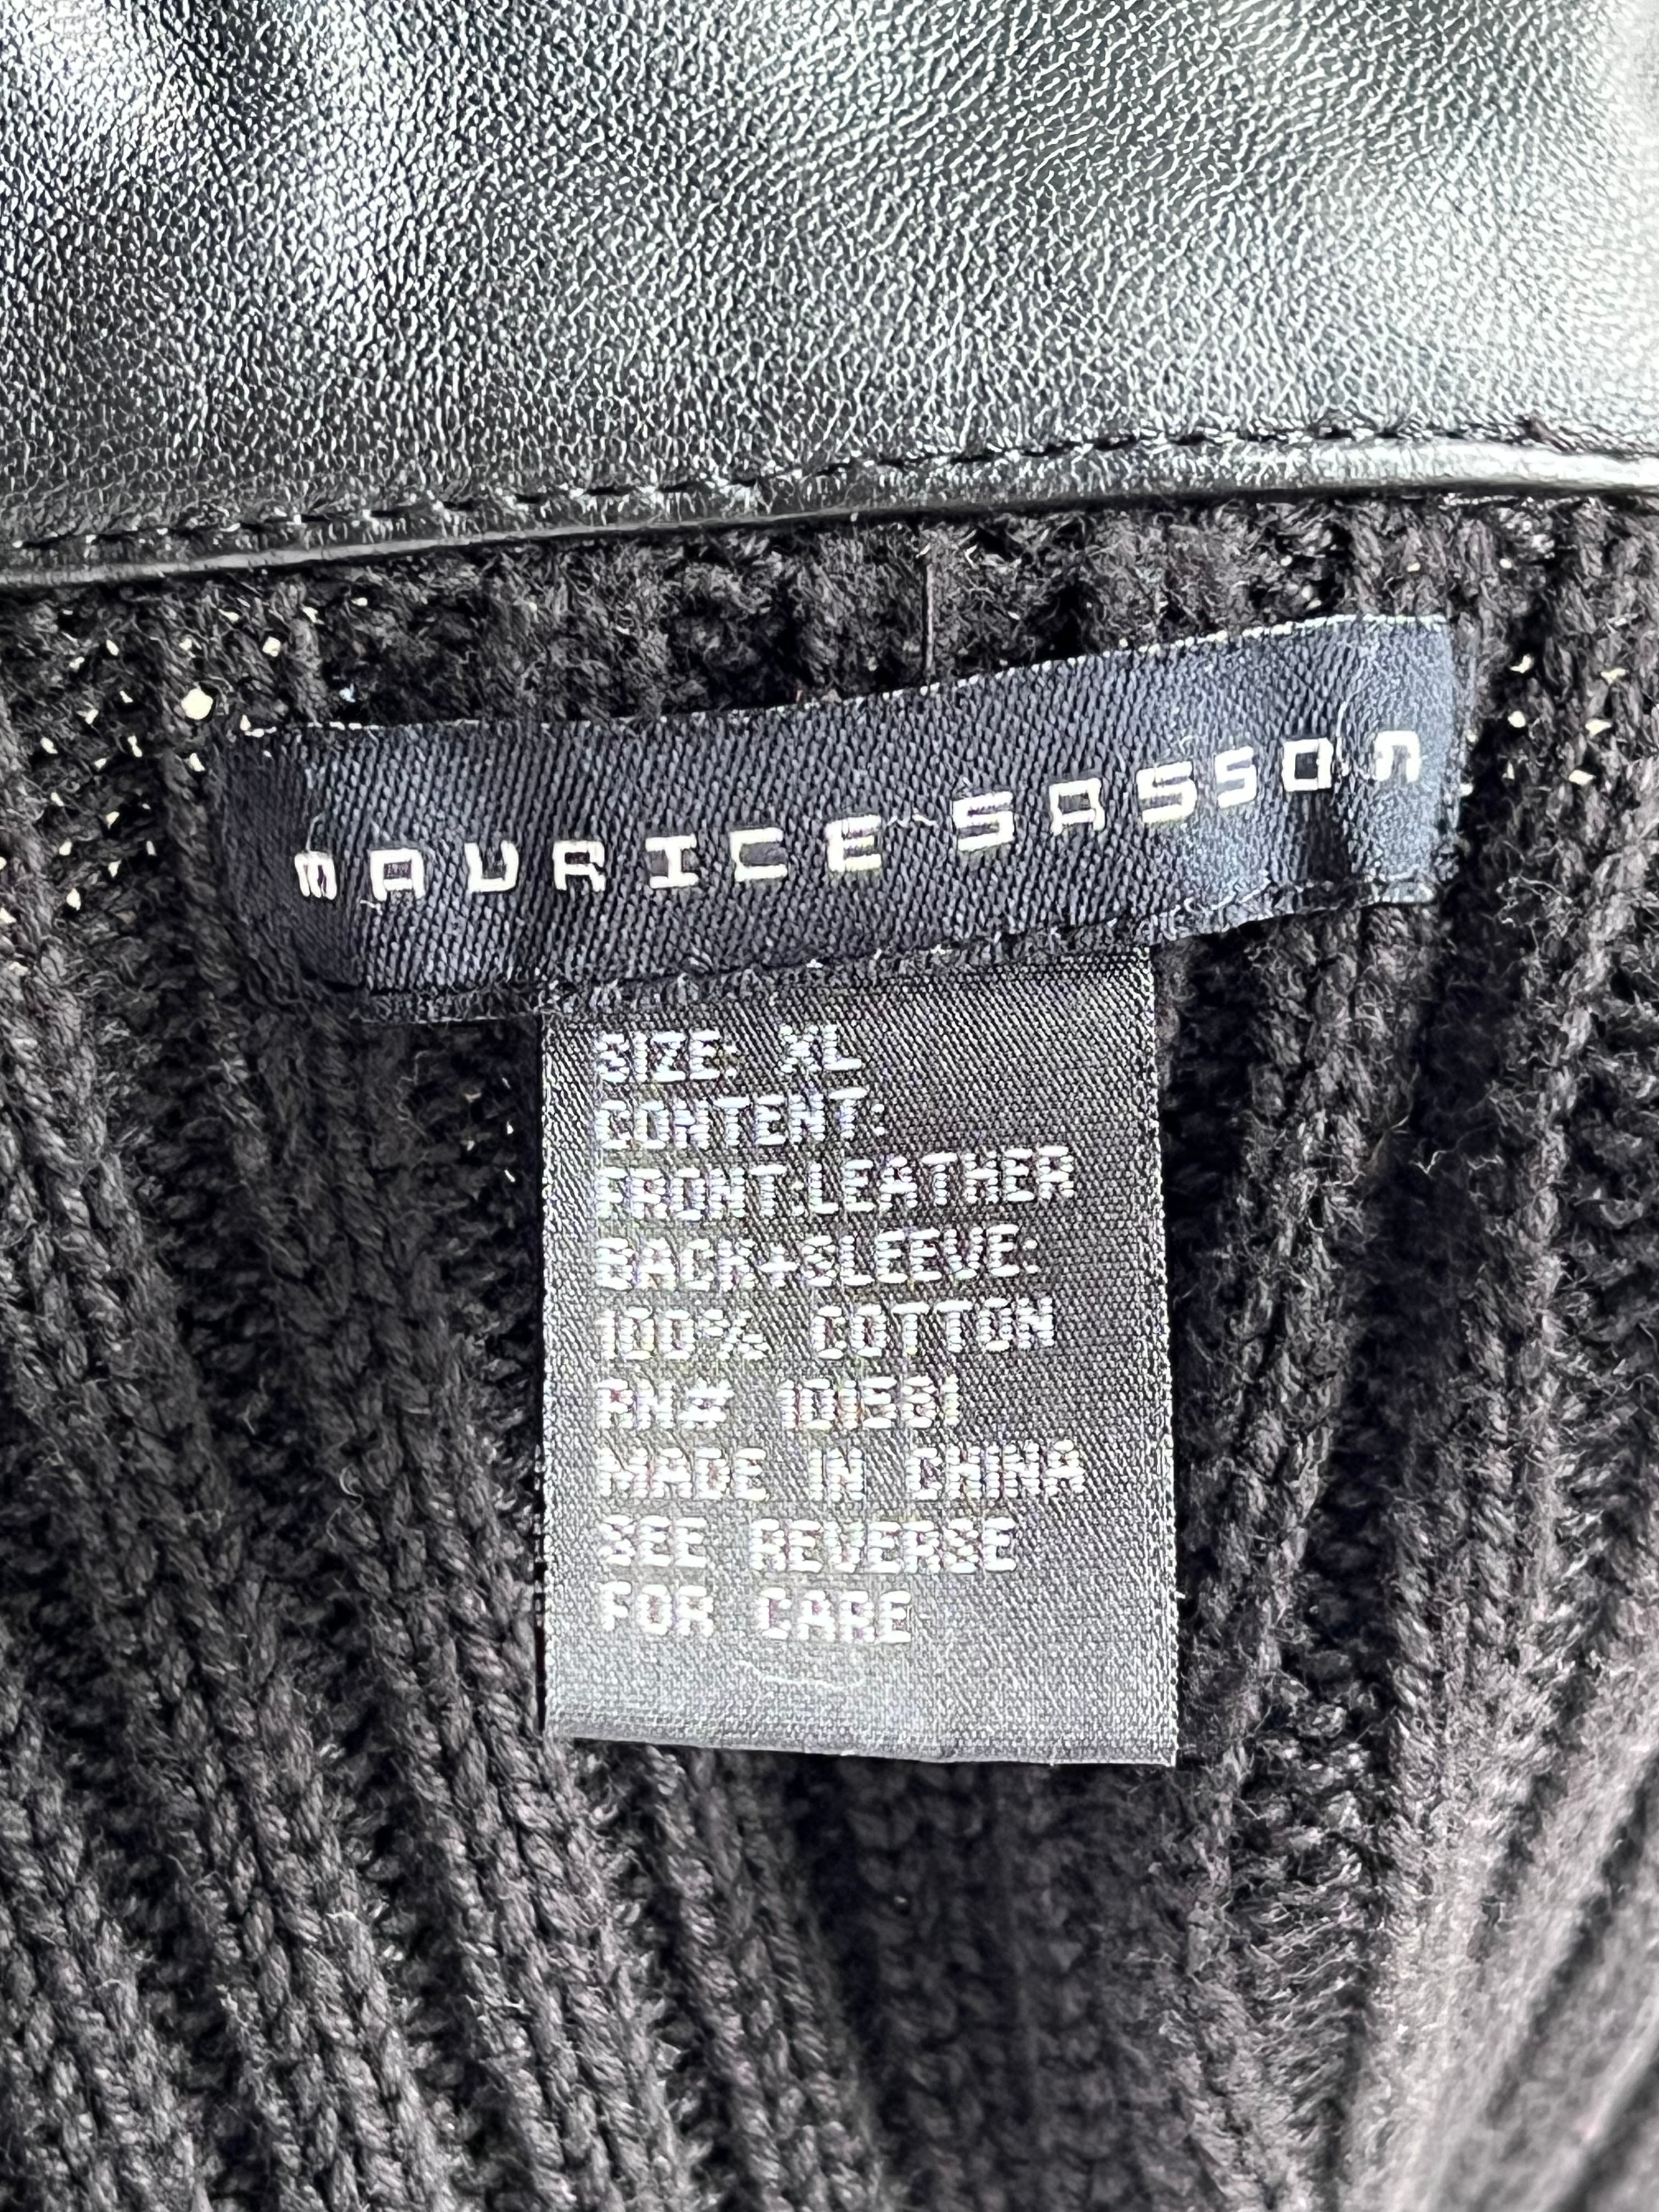 MAURICE SASSON
SIZE: XL
CONTENT:
FRONT:LEATHER
BACK+SLEEVE:
100% COTTON
RN#
MADE IN CHINA
SEE REVERSE
FOR CARE